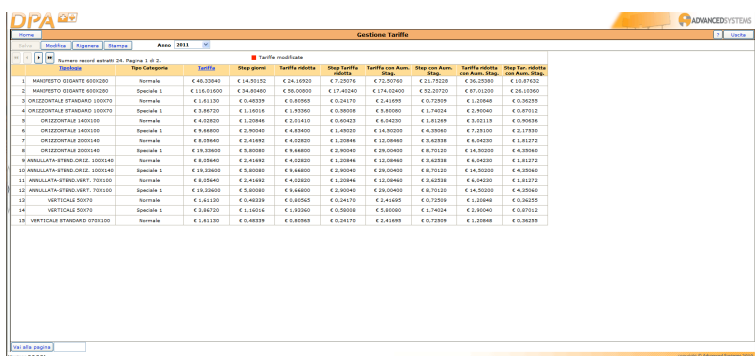 DPA
ADVANCEDSYSTEMS
Home Gestione Tariffe ? Uscita
Salva Modifica Rigenera Stampa Anno 2011
Numero record estratti 24. Pagina 1 di 2. Tariffe modificate
Tipologia Tipo Categoria Tariffa Step giorni Tariffa ridotta Step Tariffa ridotta Tariffa con Aum. Stag. Step con Aum. Stag. Tariffa ridotta con Aum. Stag. Step Tar. ridotta con Aum. Stag.
1 MANIFESTO GIGANTE 600X280 Normale € 48,33840 € 14,50152 € 24,16920 € 7,25076 € 72,50760 € 21,75228 € 36,25380 € 10,87632
2 MANIFESTO GIGANTE 600X280 Speciale 1 € 116,01600 € 34,80480 € 58,00800 € 17,40240 € 174,02400 € 52,20720 € 87,01200 € 26,10360
3 ORIZZONTALE STANDARD 100X70 Normale € 1,61130 € 0,48339 € 0,80565 € 0,24170 € 2,41695 € 0,72509 € 1,20848 € 0,36255
4 ORIZZONTALE STANDARD 100X70 Speciale 1 € 3,86720 € 1,16016 € 1,93360 € 0,58008 € 5,80080 € 1,74024 € 2,90040 € 0,87012
5 ORIZZONTALE 140X100 Normale € 4,02820 € 1,20846 € 2,01410 € 0,60423 € 6,04230 € 1,81269 € 3,02115 € 0,90636
6 ORIZZONTALE 140X100 Speciale 1 € 9,66800 € 2,90040 € 4,83400 € 1,45020 € 14,50200 € 4,35060 € 7,25100 € 2,17530
7 ORIZZONTALE 200X140 Normale € 8,05640 € 2,41692 € 4,02820 € 1,20846 € 12,08460 € 3,62538 € 6,04230 € 1,81272
8 ORIZZONTALE 200X140 Speciale 1 € 19,33600 € 5,80080 € 9,66800 € 2,90040 € 29,00400 € 8,70120 € 14,50200 € 4,35060
9 ANNULLATA-STEND.ORIZ. 100X140 Normale € 8,05640 € 2,41692 € 4,02820 € 1,20846 € 12,08460 € 3,62538 € 6,04230 € 1,81272
10 ANNULLATA-STEND.ORIZ. 100X140 Speciale 1 € 19,33600 € 5,80080 € 9,66800 € 2,90040 € 29,00400 € 8,70120 € 14,50200 € 4,35060
11 ANNULLATA-STEND.VERT. 70X100 Normale € 8,05640 € 2,41692 € 4,02820 € 1,20846 € 12,08460 € 3,62538 € 6,04230 € 1,81272
12 ANNULLATA-STEND.VERT. 70X100 Speciale 1 € 19,33600 € 5,80080 € 9,66800 € 2,90040 € 29,00400 € 8,70120 € 14,50200 € 4,35060
13 VERTICALE 50X70 Normale € 1,61130 € 0,48339 € 0,80565 € 0,24170 € 2,41695 € 0,72509 € 1,20848 € 0,36255
14 VERTICALE 50X70 Speciale 1 € 3,86720 € 1,16016 € 1,93360 € 0,58008 € 5,80080 € 1,74024 € 2,90040 € 0,87012
15 VERTICALE STANDARD 070X100 Normale € 1,61130 € 0,48339 € 0,80565 € 0,24170 € 2,41695 € 0,72509 € 1,20848 € 0,36255
Vai alla pagina